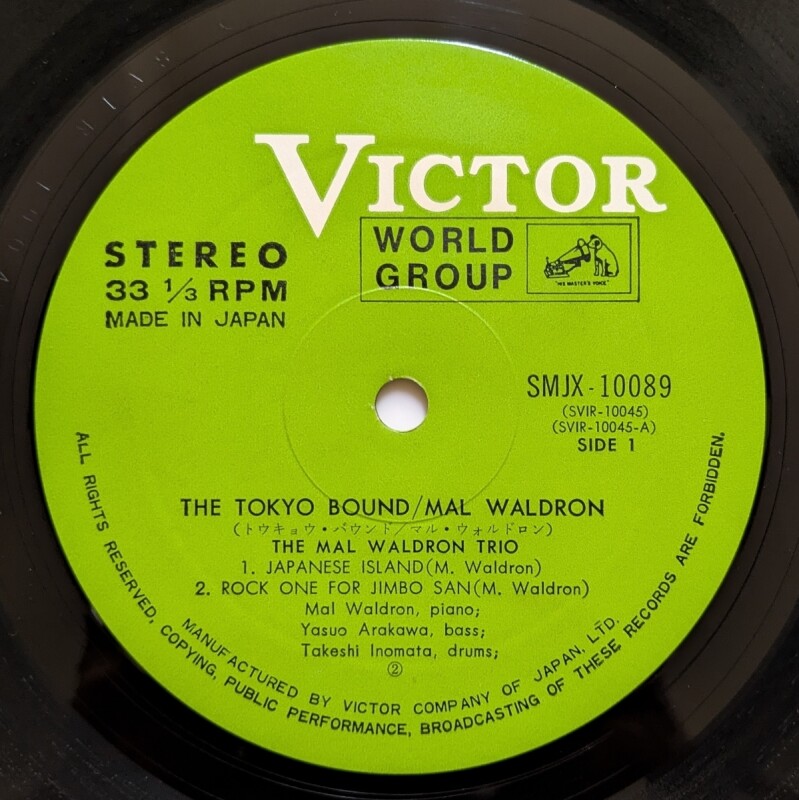 VICTOR
WORLD
GROUP
"HIS MASTER'S VOICE"
STEREO
33 1/3 RPM
MADE IN JAPAN
SMJX-10089
(SVIR-10045)
(SVIR-10045-A)
SIDE 1
THE TOKYO BOUND/MAL WALDRON
(トウキョウ・バウンド/マル・ウォルドロン)
THE MAL WALDRON TRIO
1. JAPANESE ISLAND(M. Waldron)
2. ROCK ONE FOR JIMBO SAN(M. Waldron)
Mal Waldron, piano;
Yasuo Arakawa, bass;
Takeshi Inomata, drums;
②
MANUFACTURED BY VICTOR COMPANY OF JAPAN, LTD.
ALL RIGHTS RESERVED, COPYING, PUBLIC PERFORMANCE, BROADCASTING OF THESE RECORDS ARE FORBIDDEN.